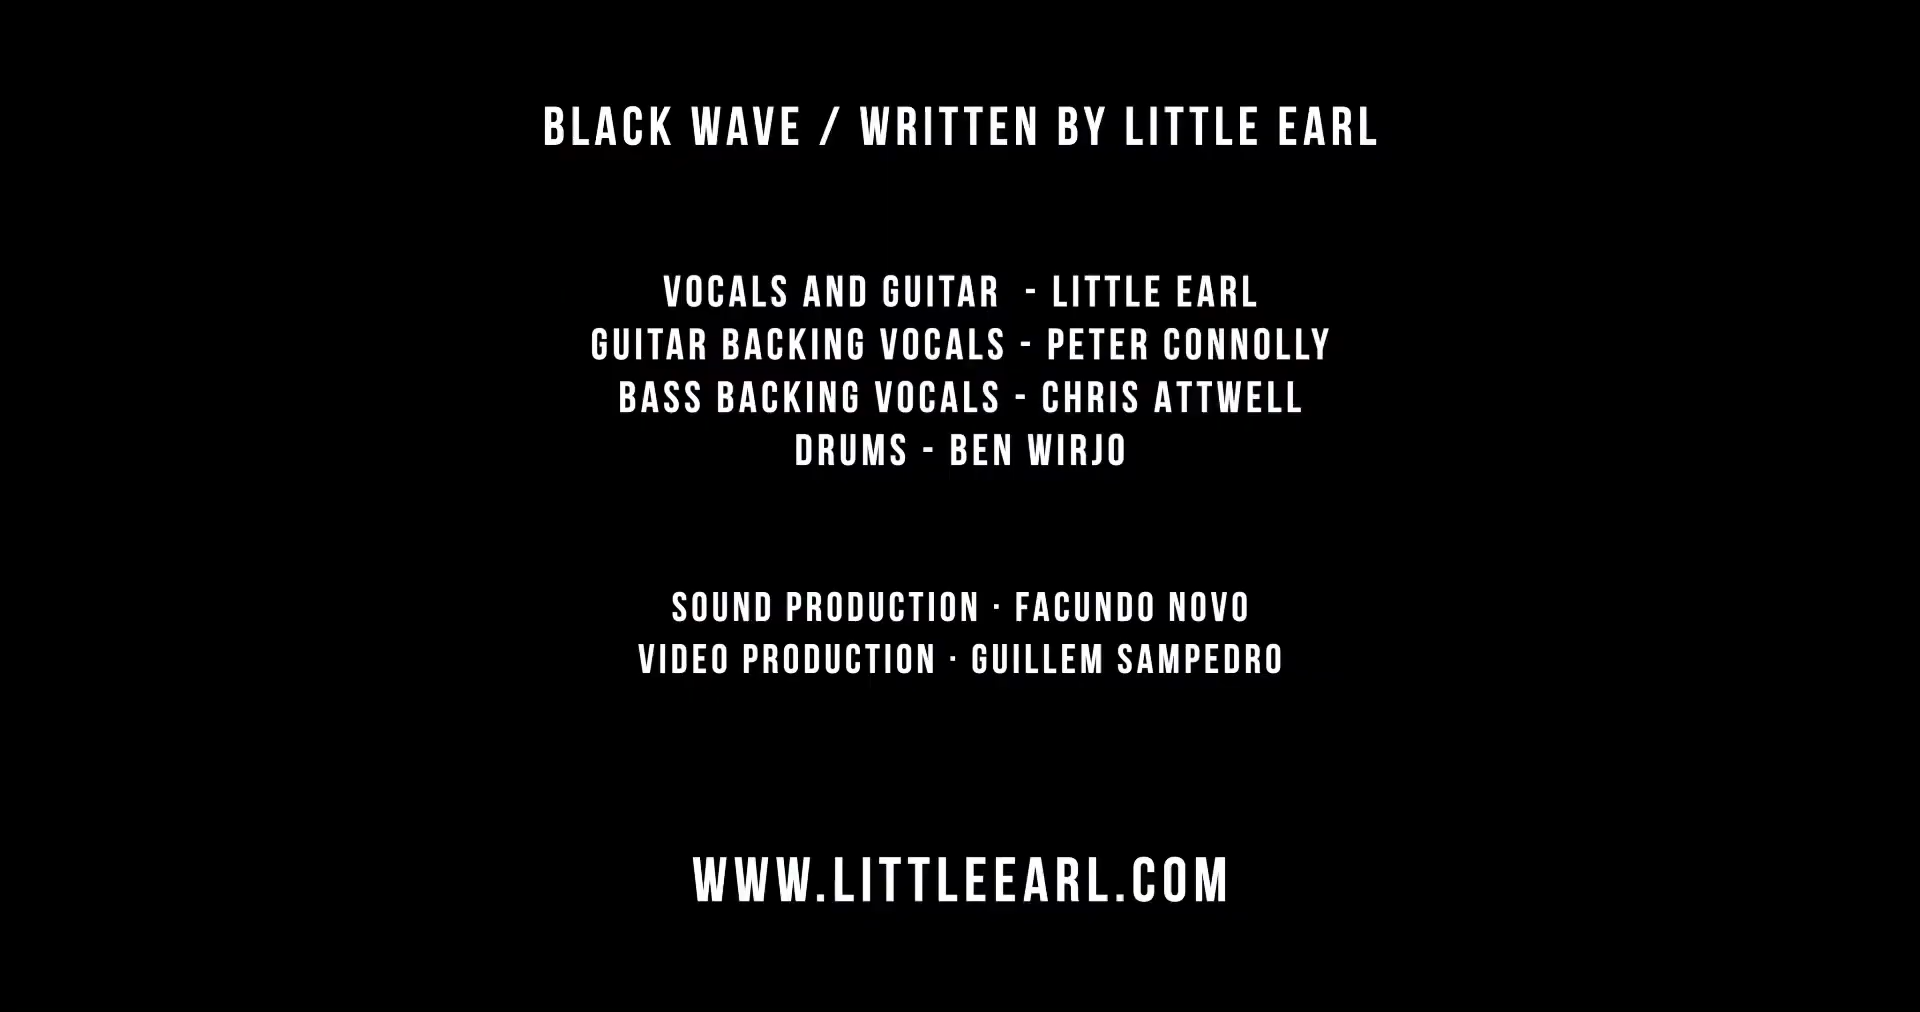 BLACK WAVE / WRITTEN BY LITTLE EARL
VOCALS AND GUITAR - LITTLE EARL
GUITAR BACKING VOCALS - PETER CONNOLLY
BASS BACKING VOCALS - CHRIS ATTWELL
DRUMS - BEN WIRJO
SOUND PRODUCTION · FACUNDO NOVO
VIDEO PRODUCTION · GUILLEM SAMPEDRO
WWW.LITTLEEARL.COM